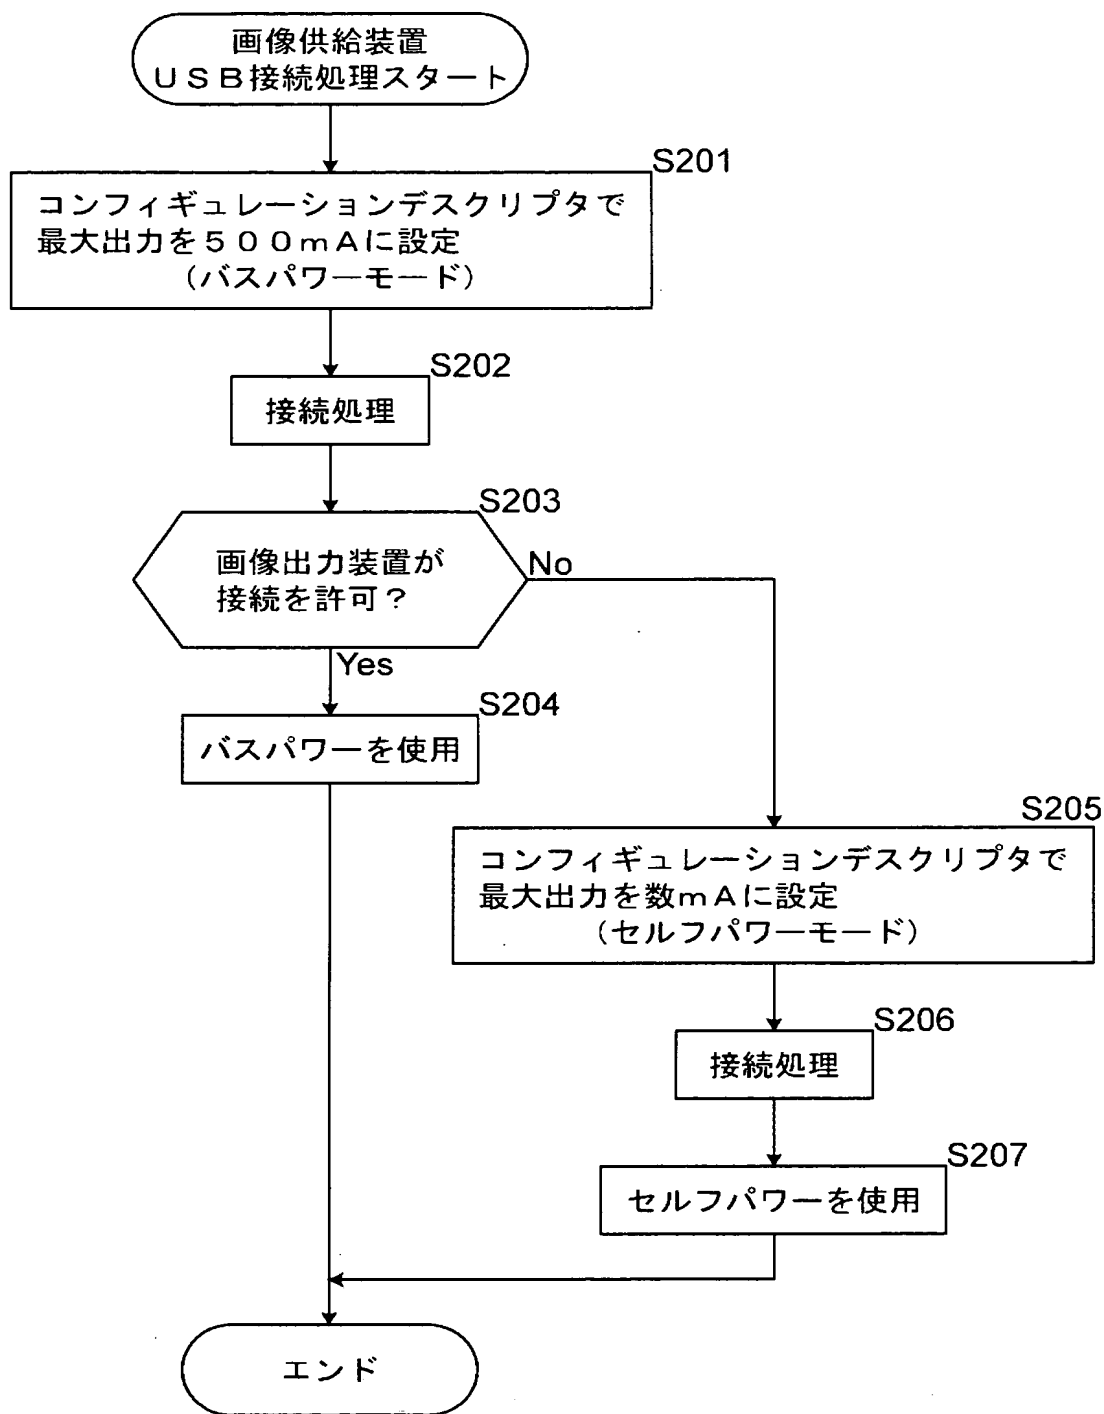 画像供給装置
ＵＳＢ接続処理スタート
S201
コンフィギュレーションデスクリプタで
最大出力を５００ｍＡに設定
（バスパワーモード）
S202
接続処理
S203
画像出力装置が
接続を許可？
No
Yes
S204
バスパワーを使用
S205
コンフィギュレーションデスクリプタで
最大出力を数ｍＡに設定
（セルフパワーモード）
S206
接続処理
S207
セルフパワーを使用
エンド